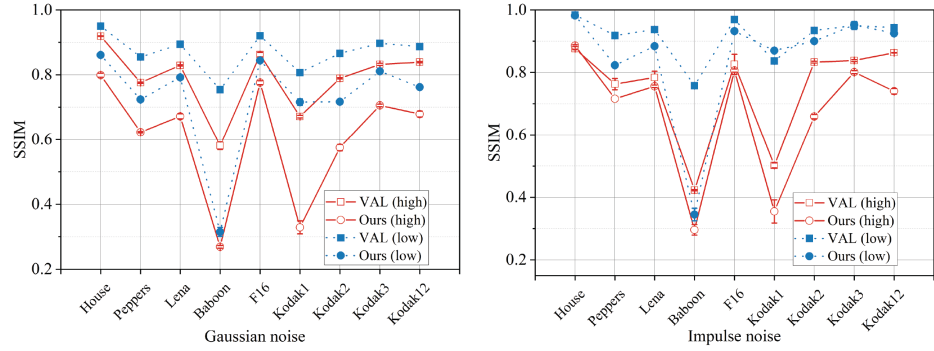 1.0
0.8
0.6
0.4
0.2
SSIM
VAL (high)
Ours (high)
VAL (low)
Ours (low)
House
Peppers
Lena
Baboon
F16
Kodak1
Kodak2
Kodak3
Kodak12
Gaussian noise
1.0
0.8
0.6
0.4
0.2
SSIM
VAL (high)
Ours (high)
VAL (low)
Ours (low)
House
Peppers
Lena
Baboon
F16
Kodak1
Kodak2
Kodak3
Kodak12
Impulse noise